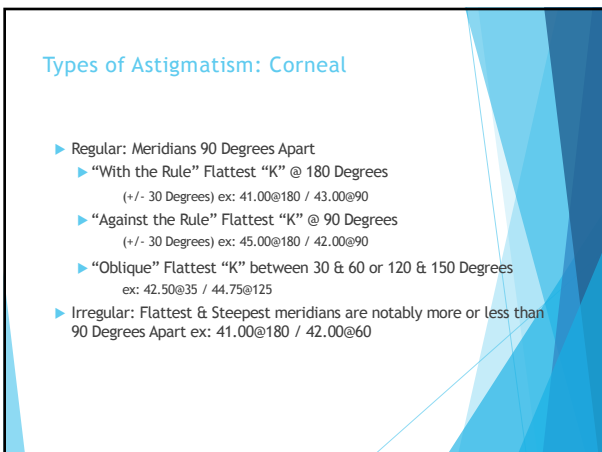 Types of Astigmatism: Corneal
Regular: Meridians 90 Degrees Apart
“With the Rule” Flattest “K” @ 180 Degrees
(+/- 30 Degrees) ex: 41.00@180 / 43.00@90
“Against the Rule” Flattest “K” @ 90 Degrees
(+/- 30 Degrees) ex: 45.00@180 / 42.00@90
“Oblique” Flattest “K” between 30 & 60 or 120 & 150 Degrees
ex: 42.50@35 / 44.75@125
Irregular: Flattest & Steepest meridians are notably more or less than
90 Degrees Apart ex: 41.00@180 / 42.00@60